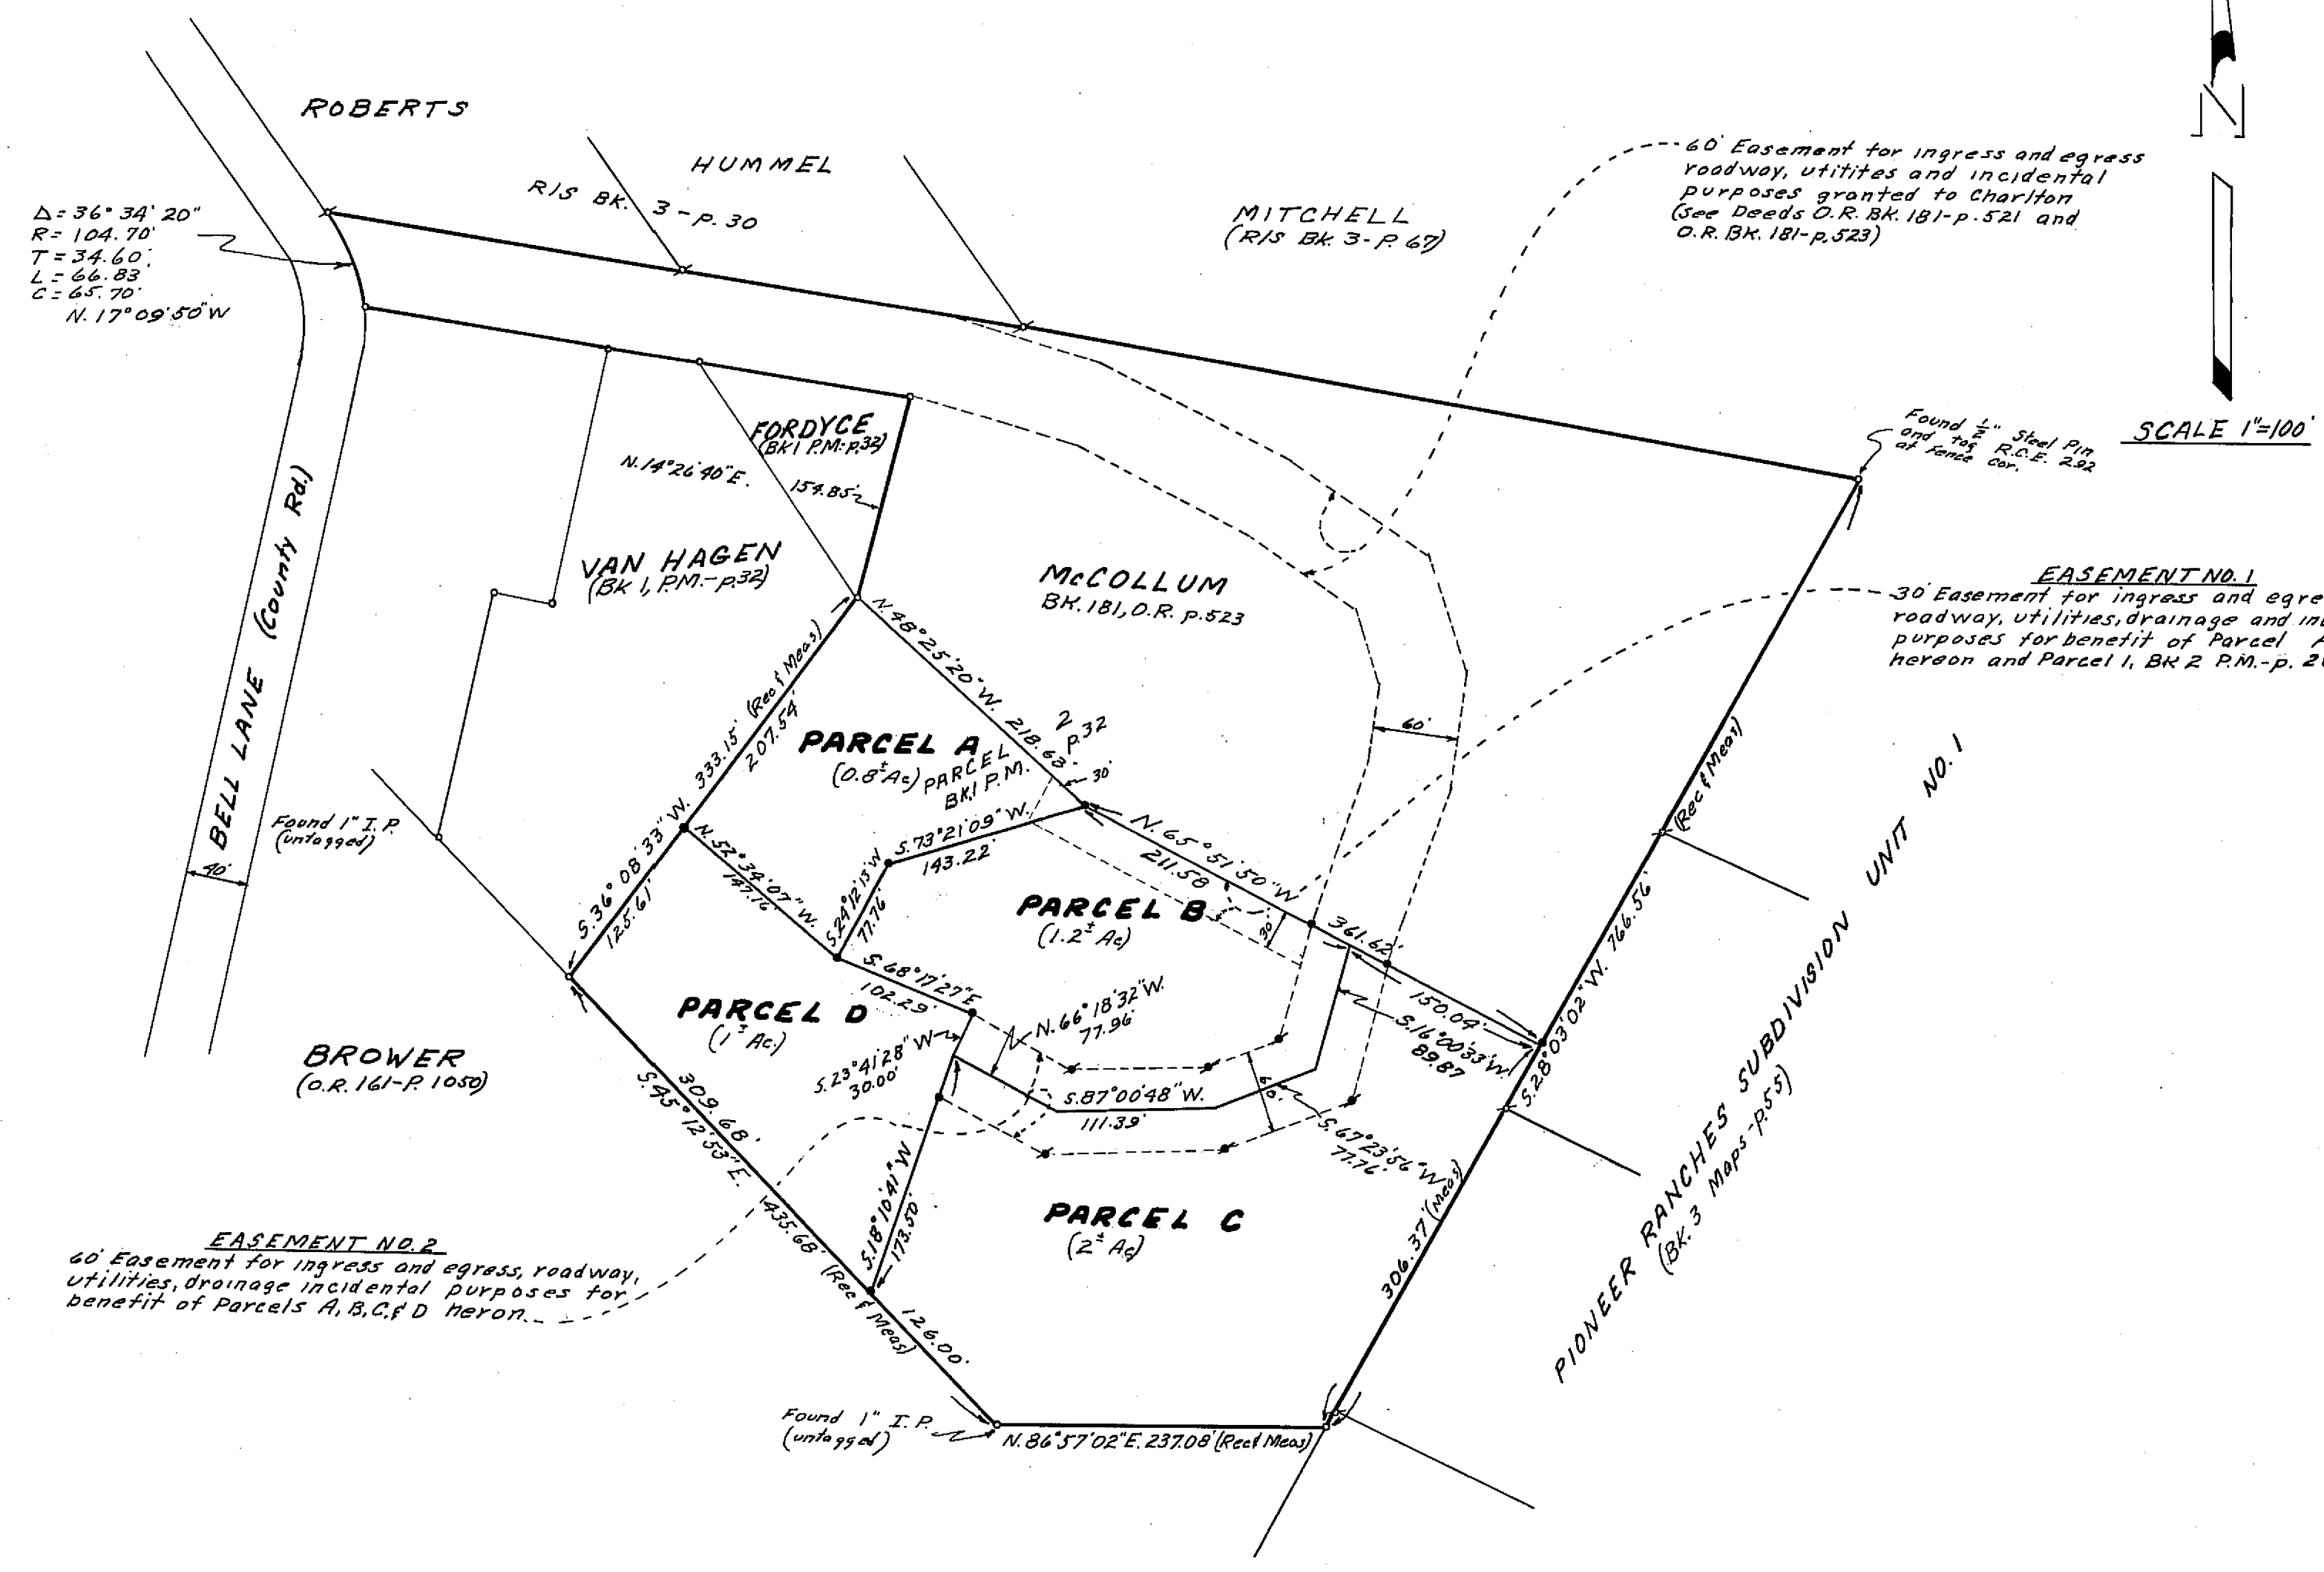 ROBERTS
HUMMEL
R/S BK. 3 - P. 30
MITCHELL
(R/S BK. 3-P. 67)
60' Easement for ingress and egress
roadway, utitites and incidental
purposes granted to Charlton
(See Deeds O.R. BK. 181-p. 521 and
O.R. BK. 181-p. 523)
N
SCALE 1"=100'
Δ = 36° 34' 20"
R = 104.70'
T = 34.60'
L = 66.83'
C = 65.70'
N. 17° 09' 50" W
Found 1/2" Steel Pin
and tag R.C.E. 292
at fence cor.
FORDYCE
(BK 1 P.M.-p.32)
N. 14° 26' 40" E.
154.85'
VAN HAGEN
(BK 1, P.M.-p.32)
McCOLLUM
BK. 181, O.R. p. 523
EASEMENT NO. 1
30' Easement for ingress and
roadway, utilities, drainage and
purposes for benefit of Parcel
hereon and Parcel 1, BK 2 P.M.-p.
BELL LANE (County Rd.)
40'
Found 1" I.P.
(untagged)
333.15' (Rec & Meas)
207.54'
S. 36° 08' 33" W.
125.61'
N. 48° 25' 20" W. 218.63'
PARCEL A
(0.8± Ac)
PARCEL 2
BK.1 P.M. p.32
30'
60'
N. 65° 51' 50" W
211.58
361.62'
150.04'
S. 73° 21' 09" W.
143.22'
N. 52° 34' 07" W.
147.16'
S. 24° 12' 13" W
77.76'
PARCEL B
(1.2± Ac)
30'
S. 68° 17' 27" E
102.29'
PARCEL D
(1± Ac.)
N. 66° 18' 32" W.
77.96'
S. 23° 41' 28" W
30.00'
S. 16° 00' 33" W.
89.87
S. 87° 00' 48" W.
111.39'
60'
S. 67° 23' 56" W
77.76'
(Rec & Meas)
S. 28° 03' 02" W. 766.56'
306.37' (Meas)
PIONEER RANCHES SUBDIVISION UNIT NO. 1
(BK. 3 Maps-p.55)
BROWER
(O.R. 161-P. 1050)
309.68'
S. 45° 12' 53" E.
435.68' (Rec & Meas)
126.00'
S. 18° 10' 41" W
173.50'
PARCEL C
(2± Ac)
EASEMENT NO. 2
60' Easement for ingress and egress, roadway,
utilities, drainage incidental purposes for
benefit of Parcels A, B, C, & D heron.
Found 1" I.P.
(untagged)
N. 86° 57' 02" E. 237.08' (Rec & Meas)